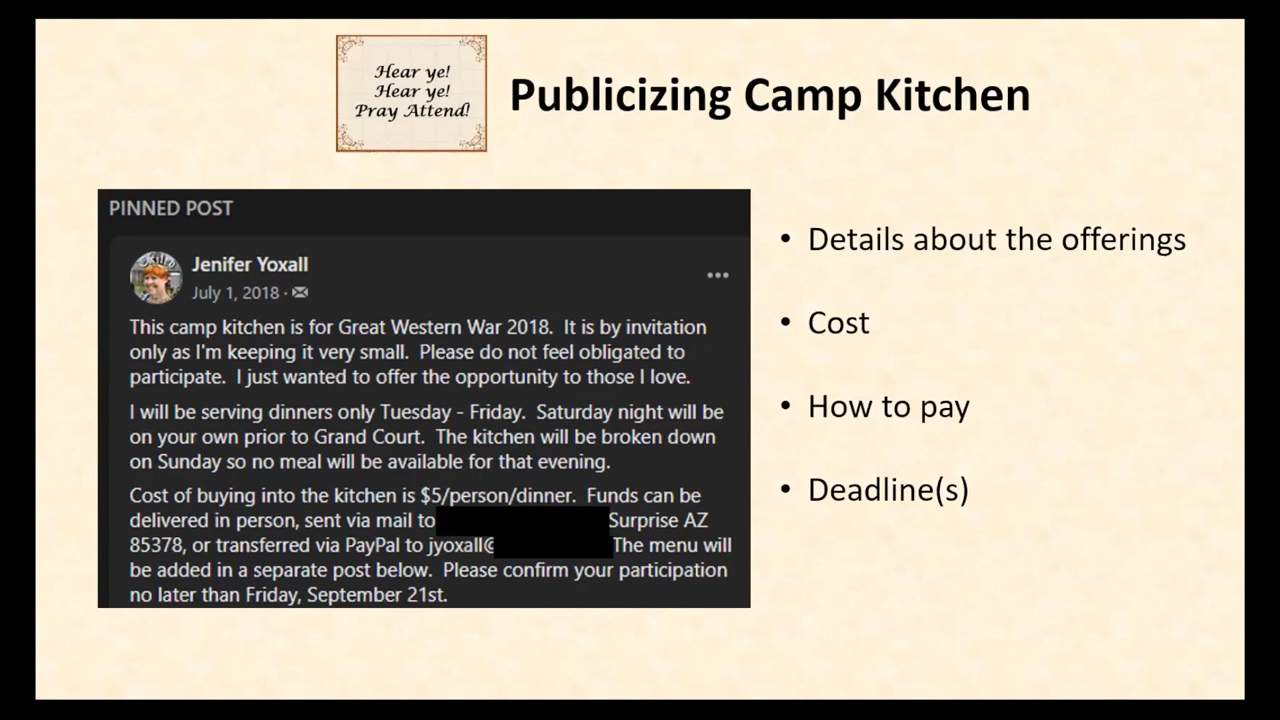 Hear ye!
Hear ye!
Pray Attend!
Publicizing Camp Kitchen
PINNED POST
Jenifer Yoxall
July 1, 2018 ·
This camp kitchen is for Great Western War 2018.  It is by invitation
only as I'm keeping it very small.  Please do not feel obligated to
participate.  I just wanted to offer the opportunity to those I love.
I will be serving dinners only Tuesday - Friday.  Saturday night will be
on your own prior to Grand Court.  The kitchen will be broken down
on Sunday so no meal will be available for that evening.
Cost of buying into the kitchen is $5/person/dinner.  Funds can be
delivered in person, sent via mail to Surprise AZ
85378, or transferred via PayPal to jyoxall@ The menu will
be added in a separate post below.  Please confirm your participation
no later than Friday, September 21st.
• Details about the offerings
• Cost
• How to pay
• Deadline(s)